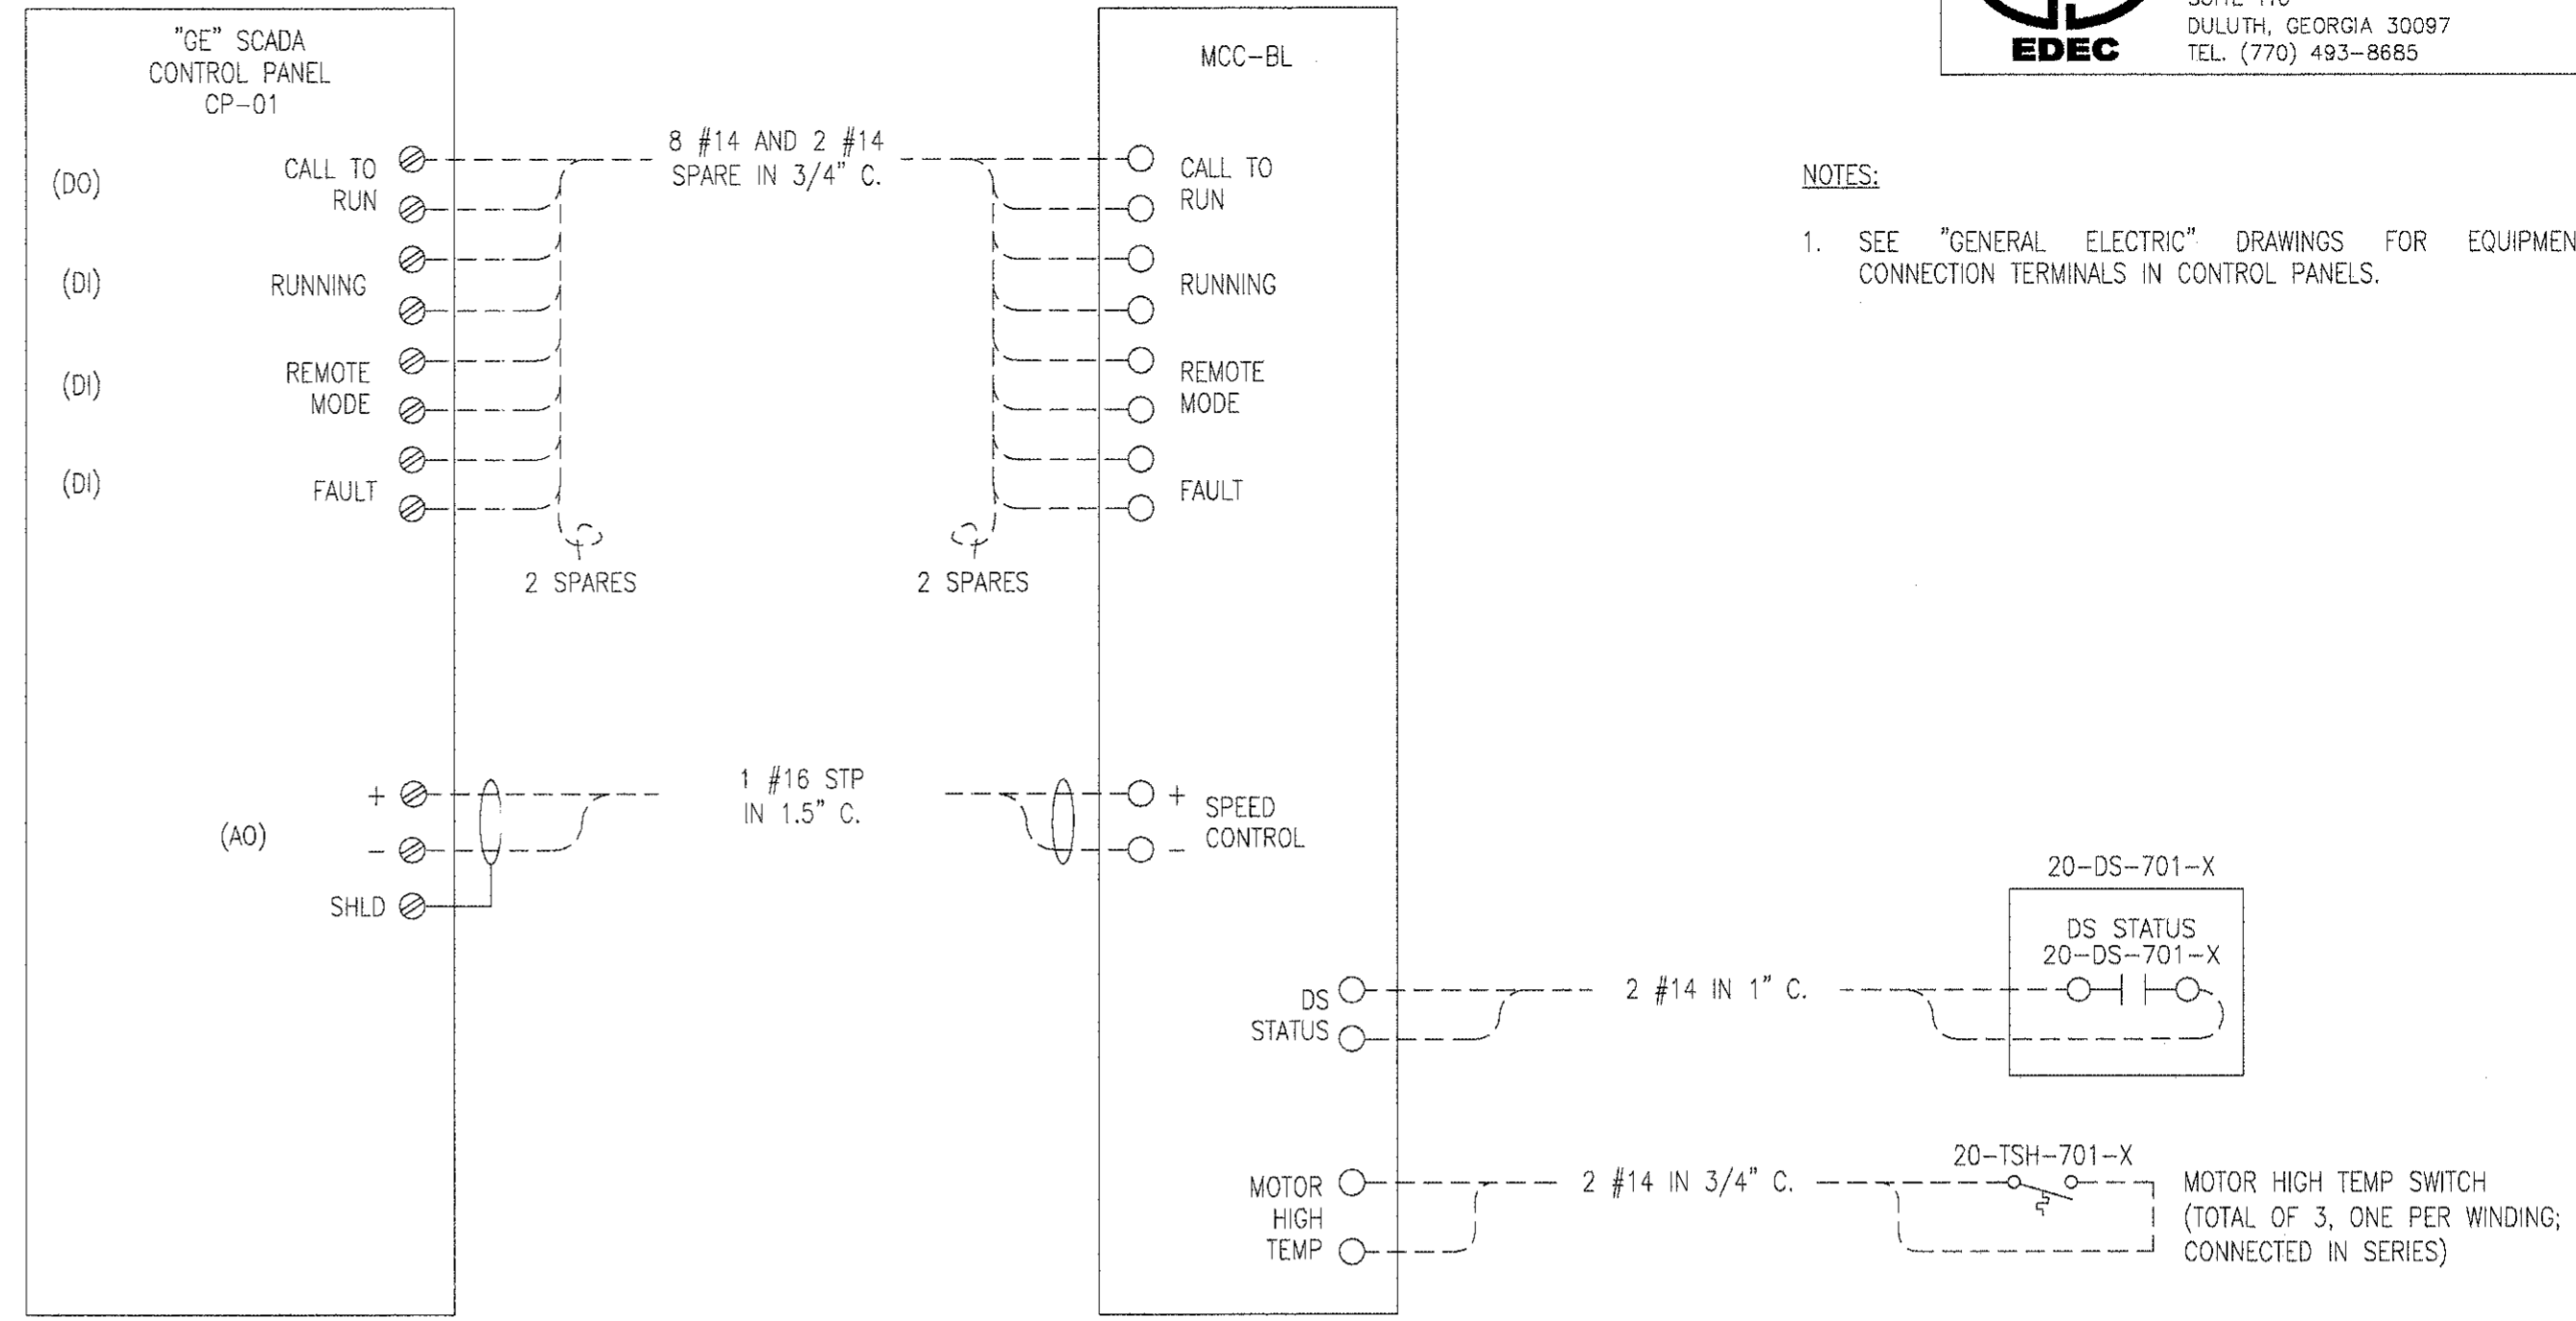 "GE" SCADA
CONTROL PANEL
CP-01
(DO)
CALL TO
RUN
(DI)
RUNNING
(DI)
REMOTE
MODE
(DI)
FAULT
8 #14 AND 2 #14
SPARE IN 3/4" C.
2 SPARES
2 SPARES
MCC-BL
CALL TO
RUN
RUNNING
REMOTE
MODE
FAULT
+
(AO)
-
SHLD
1 #16 STP
IN 1.5" C.
+
-
SPEED
CONTROL
DS
STATUS
2 #14 IN 1" C.
20-DS-701-X
DS STATUS
20-DS-701-X
MOTOR
HIGH
TEMP
2 #14 IN 3/4" C.
20-TSH-701-X
MOTOR HIGH TEMP SWITCH
(TOTAL OF 3, ONE PER WINDING;
CONNECTED IN SERIES)
EDEC
DULUTH, GEORGIA 30097
TEL. (770) 493-8685
NOTES:
1. SEE "GENERAL ELECTRIC" DRAWINGS FOR EQUIPMEN
CONNECTION TERMINALS IN CONTROL PANELS.